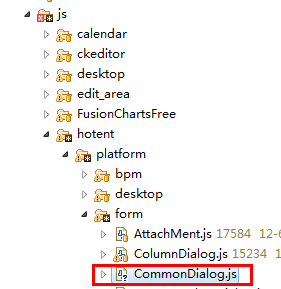 js
calendar
ckeditor
desktop
edit_area
FusionChartsFree
hotent
platform
bpm
desktop
form
AttachMent.js 17584 12-6
ColumnDialog.js 15234 1
CommonDialog.js